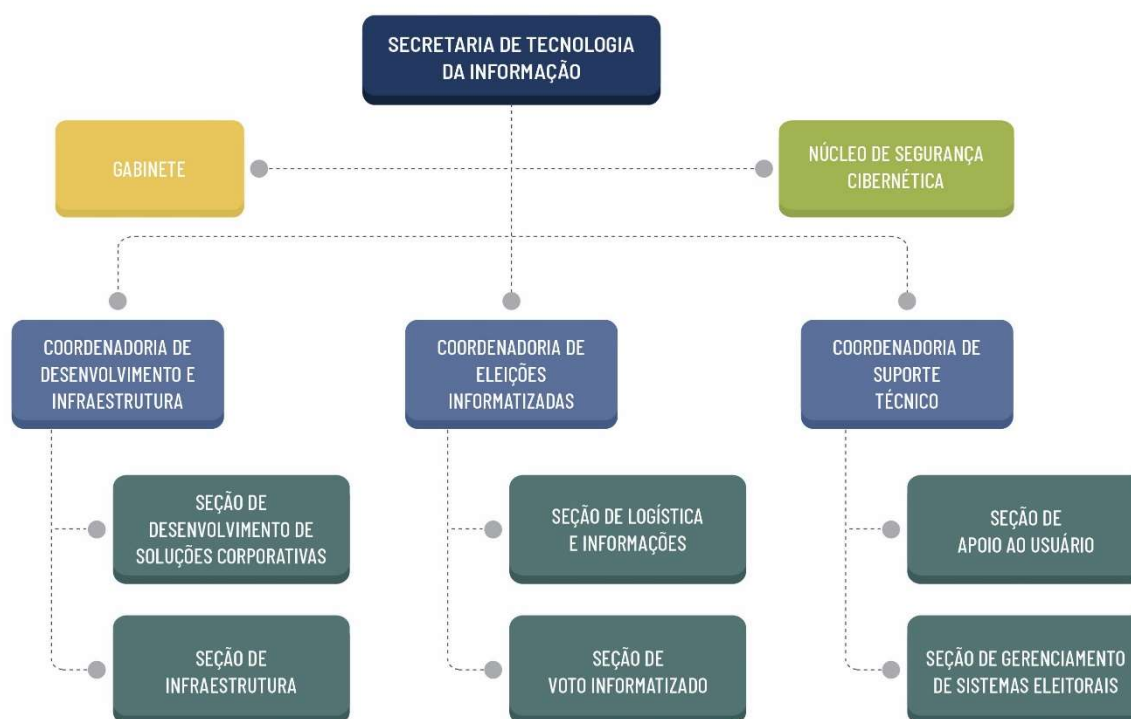 SECRETARIA DE TECNOLOGIA
DA INFORMAÇÃO
GABINETE
NÚCLEO DE SEGURANÇA
CIBERNÉTICA
COORDENADORIA DE
DESENVOLVIMENTO E
INFRAESTRUTURA
COORDENADORIA DE
ELEIÇÕES
INFORMATIZADAS
COORDENADORIA DE
SUPORTE
TÉCNICO
SEÇÃO DE
DESENVOLVIMENTO DE
SOLUÇÕES CORPORATIVAS
SEÇÃO DE LOGÍSTICA
E INFORMAÇÕES
SEÇÃO DE
APOIO AO USUÁRIO
SEÇÃO DE
INFRAESTRUTURA
SEÇÃO DE
VOTO INFORMATIZADO
SEÇÃO DE GERENCIAMENTO
DE SISTEMAS ELEITORAIS